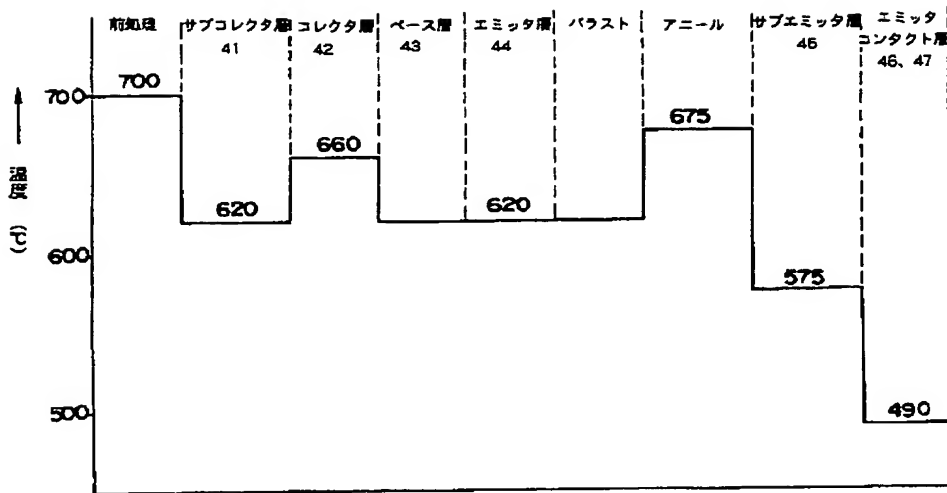 前処理
サブコレクタ層
41
コレクタ層
42
ベース層
43
エミッタ層
44
バラスト
アニール
サブエミッタ層
45
エミッタ
コンタクト層
46、47
700
700
675
660
620
620
600
575
500
490
温度 (℃)